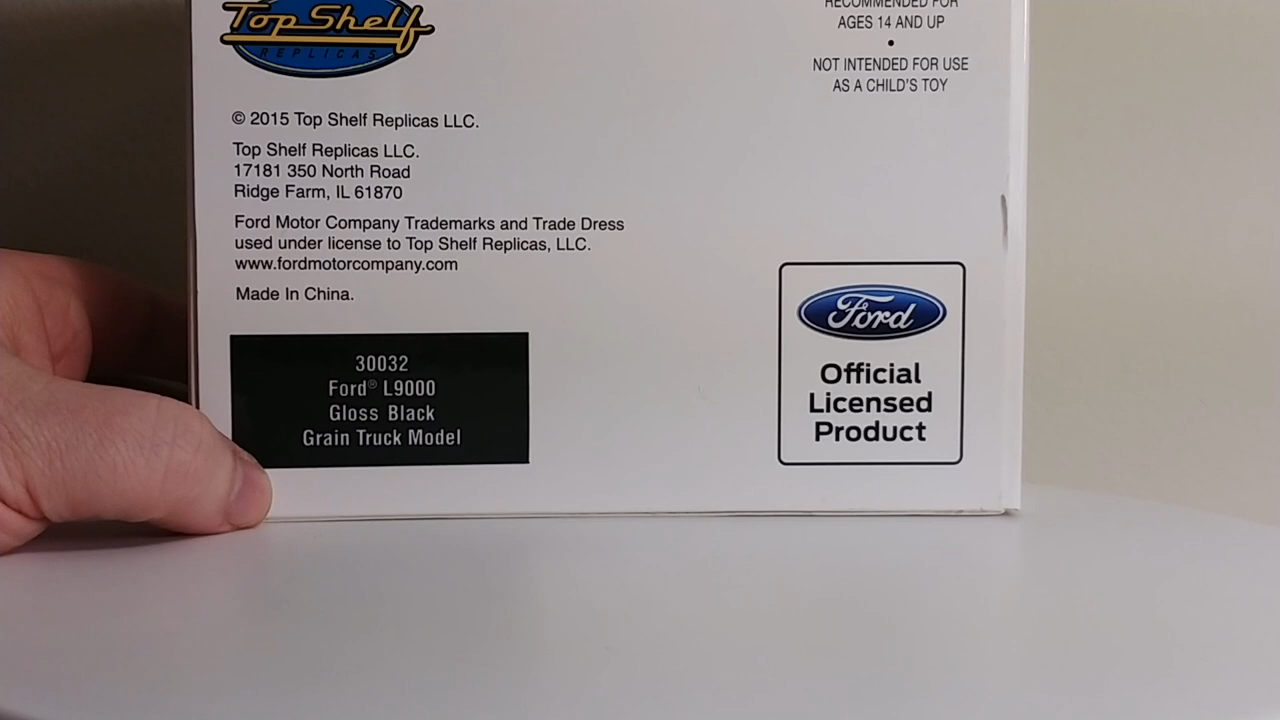 Top Shelf
REPLICAS
RECOMMENDED FOR
AGES 14 AND UP
•
NOT INTENDED FOR USE
AS A CHILD'S TOY
© 2015 Top Shelf Replicas LLC.
Top Shelf Replicas LLC.
17181 350 North Road
Ridge Farm, IL 61870
Ford Motor Company Trademarks and Trade Dress
used under license to Top Shelf Replicas, LLC.
www.fordmotorcompany.com
Made In China.
30032
Ford® L9000
Gloss Black
Grain Truck Model
Ford
Official
Licensed
Product